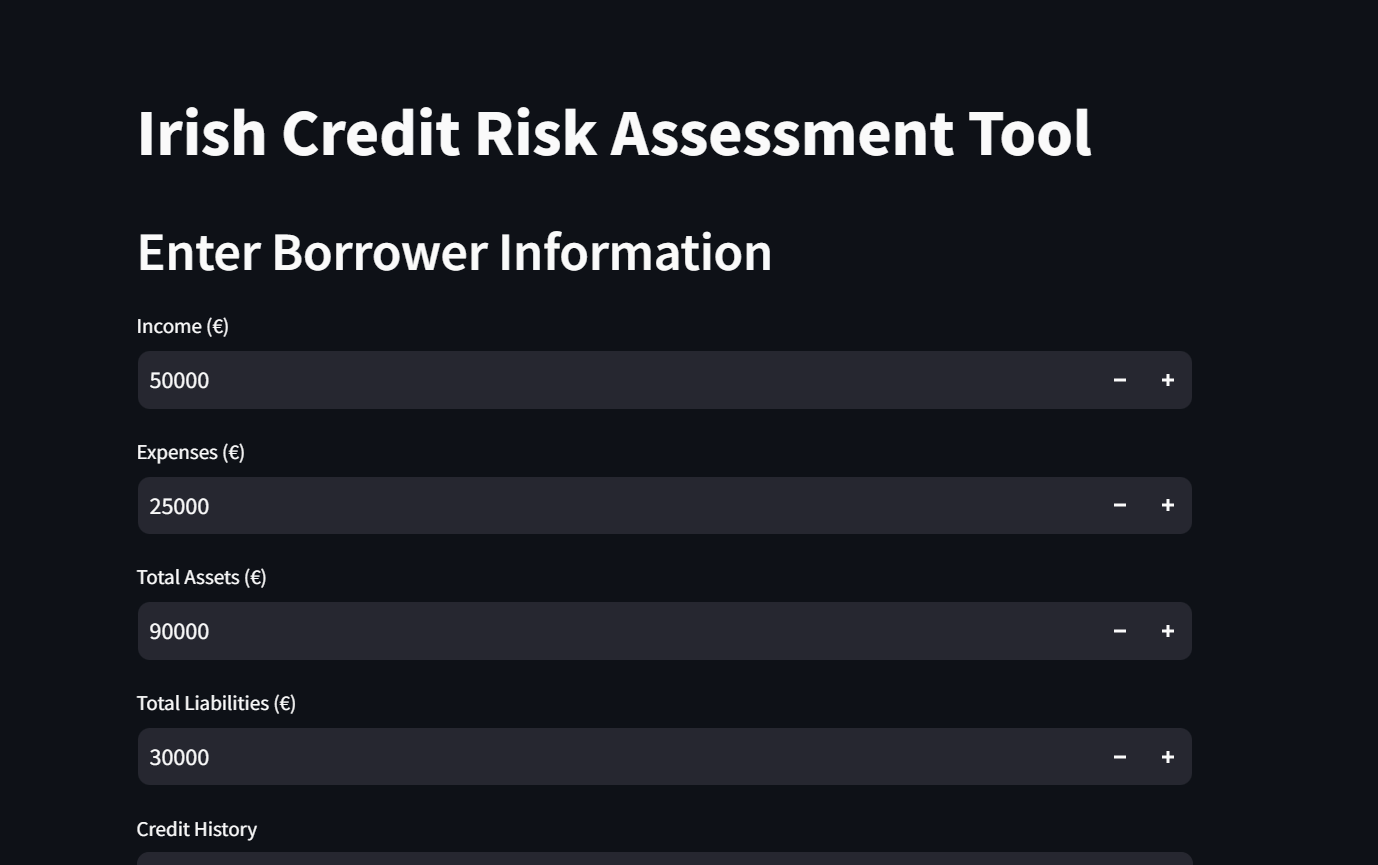 Irish Credit Risk Assessment Tool
Enter Borrower Information
Income (€)
50000
Expenses (€)
25000
Total Assets (€)
90000
Total Liabilities (€)
30000
Credit History